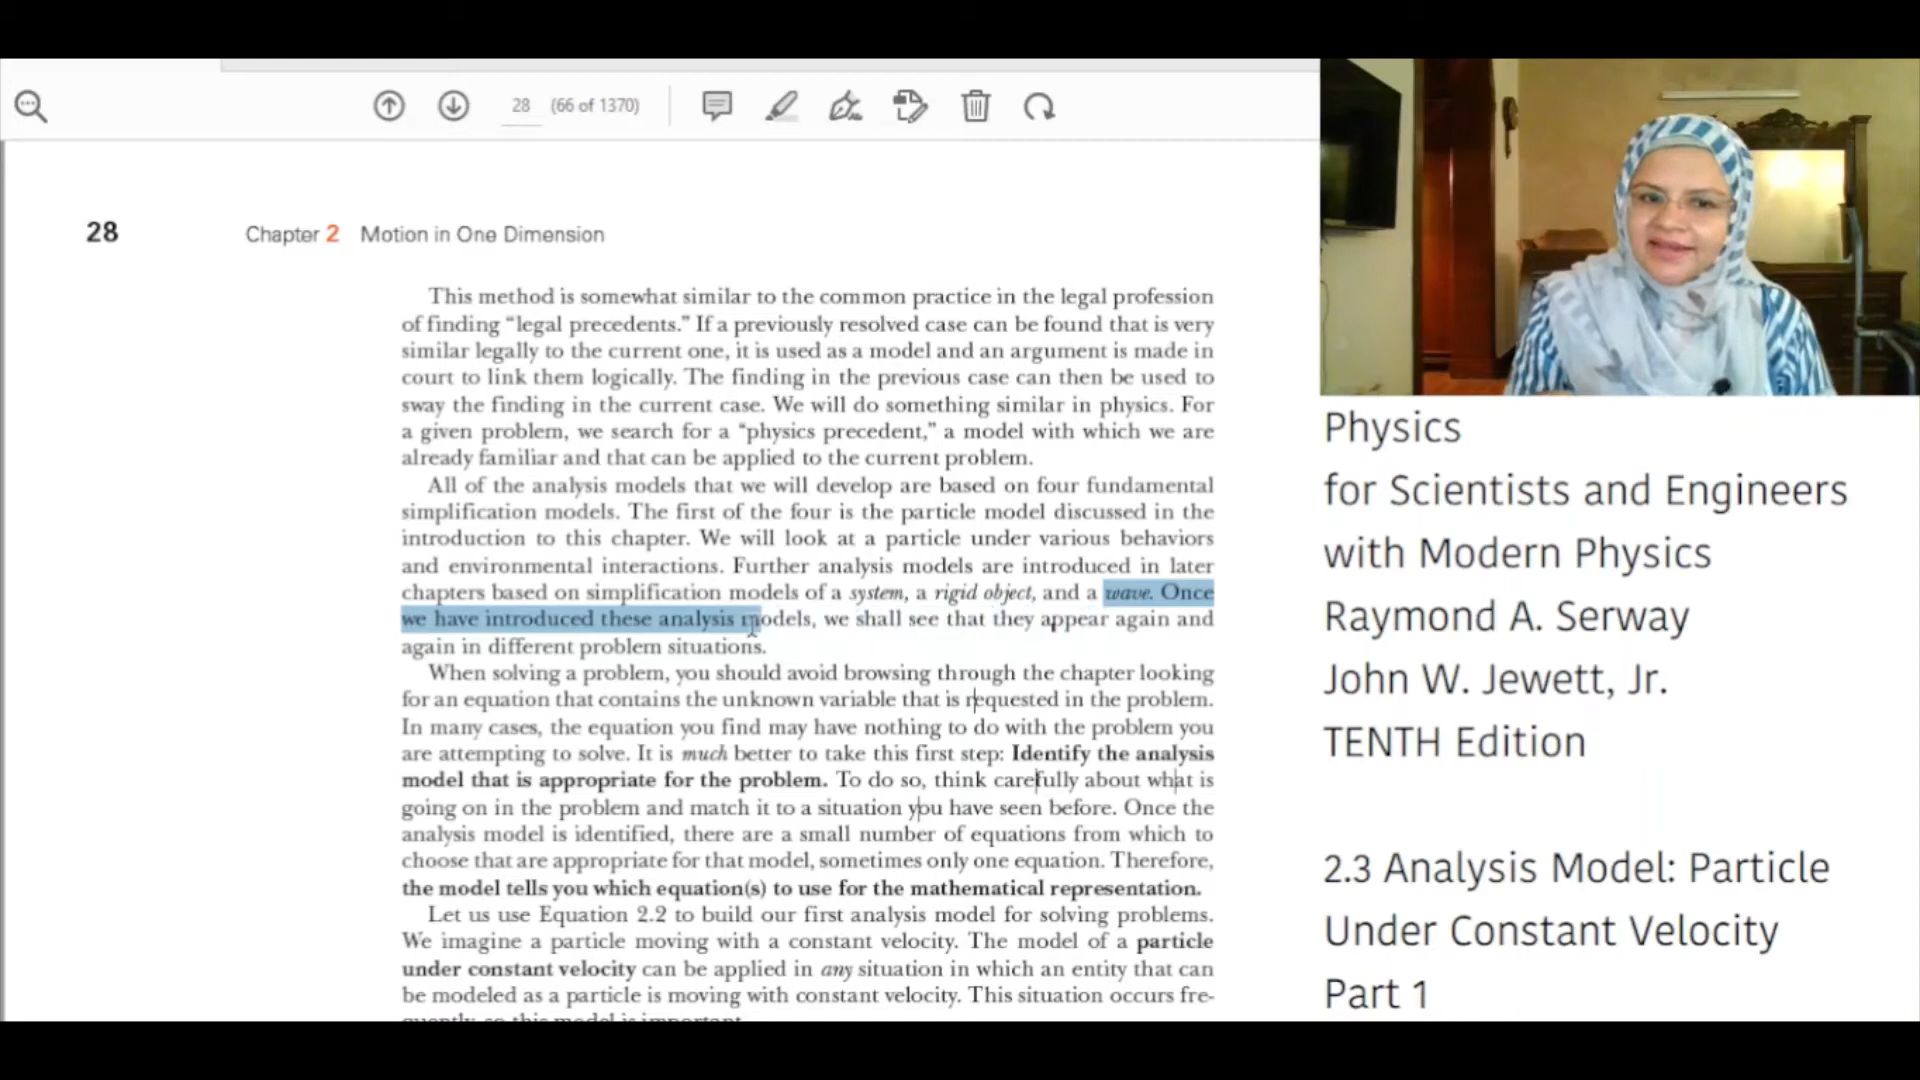 28 (66 of 1370)
28 Chapter 2 Motion in One Dimension
This method is somewhat similar to the common practice in the legal profession
of finding “legal precedents.” If a previously resolved case can be found that is very
similar legally to the current one, it is used as a model and an argument is made in
court to link them logically. The finding in the previous case can then be used to
sway the finding in the current case. We will do something similar in physics. For
a given problem, we search for a “physics precedent,” a model with which we are
already familiar and that can be applied to the current problem.
All of the analysis models that we will develop are based on four fundamental
simplification models. The first of the four is the particle model discussed in the
introduction to this chapter. We will look at a particle under various behaviors
and environmental interactions. Further analysis models are introduced in later
chapters based on simplification models of a system, a rigid object, and a wave. Once
we have introduced these analysis models, we shall see that they appear again and
again in different problem situations.
When solving a problem, you should avoid browsing through the chapter looking
for an equation that contains the unknown variable that is requested in the problem.
In many cases, the equation you find may have nothing to do with the problem you
are attempting to solve. It is much better to take this first step: Identify the analysis
model that is appropriate for the problem. To do so, think carefully about what is
going on in the problem and match it to a situation you have seen before. Once the
analysis model is identified, there are a small number of equations from which to
choose that are appropriate for that model, sometimes only one equation. Therefore,
the model tells you which equation(s) to use for the mathematical representation.
Let us use Equation 2.2 to build our first analysis model for solving problems.
We imagine a particle moving with a constant velocity. The model of a particle
under constant velocity can be applied in any situation in which an entity that can
be modeled as a particle is moving with constant velocity. This situation occurs fre-
quently, so this model is important.
Physics
for Scientists and Engineers
with Modern Physics
Raymond A. Serway
John W. Jewett, Jr.
TENTH Edition
2.3 Analysis Model: Particle
Under Constant Velocity
Part 1